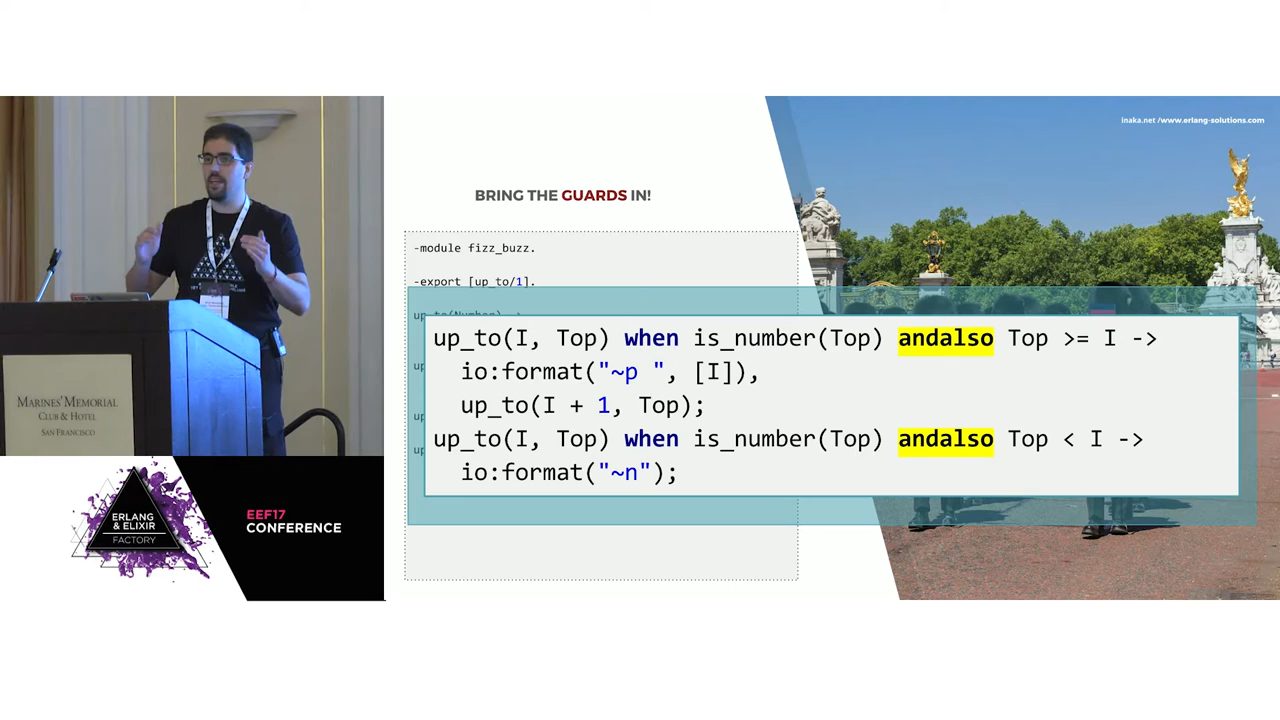 inaka.net /www.erlang-solutions.com
BRING THE GUARDS IN!
-module fizz_buzz.
-export [up_to/1].
up_to(Number) ->
up_to(I, Top) when is_number(Top) andalso Top >= I ->
io:format("~p ", [I]),
up_to(I + 1, Top);
up_to(I, Top) when is_number(Top) andalso Top < I ->
io:format("~n");
MARINES' MEMORIAL
CLUB & HOTEL
SAN FRANCISCO
ERLANG
& ELIXIR
FACTORY
EEF17
CONFERENCE